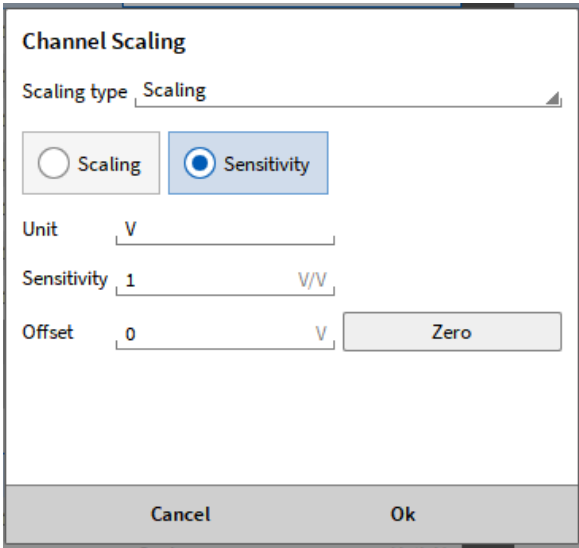 Channel Scaling
Scaling type Scaling
Scaling Sensitivity
Unit V
Sensitivity 1 V/V
Offset 0 V Zero
Cancel Ok